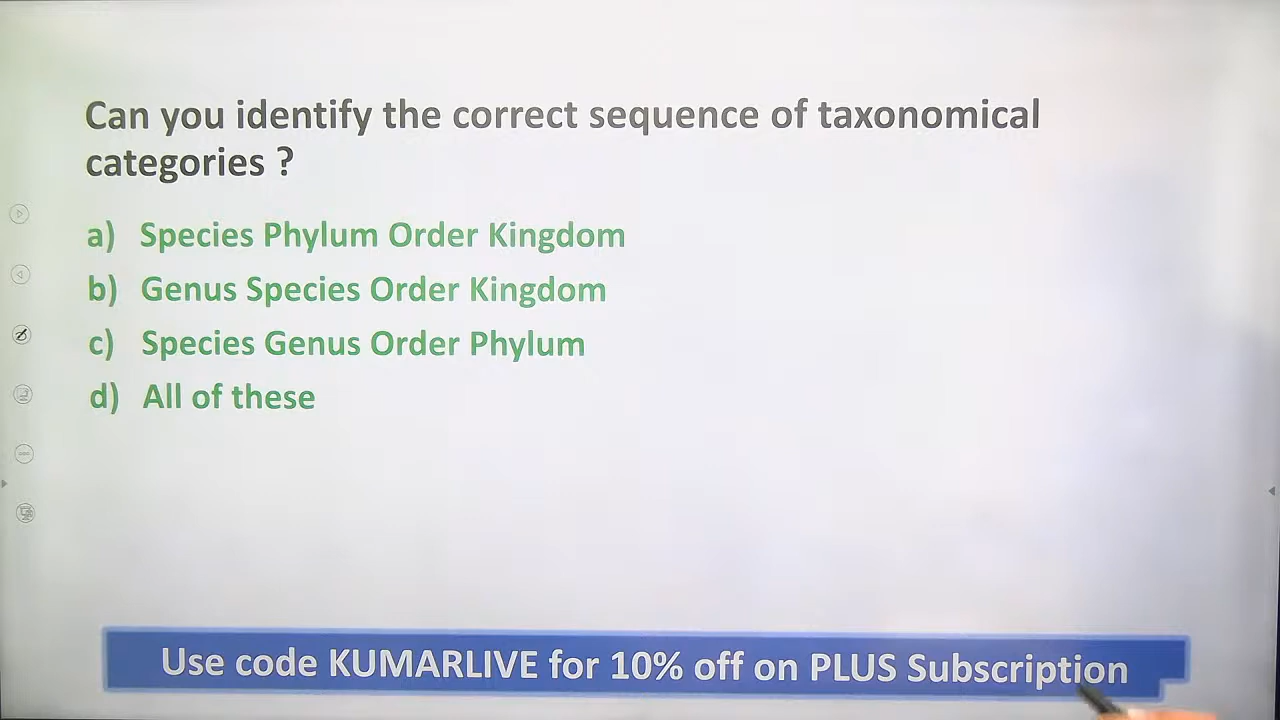 Can you identify the correct sequence of taxonomical
categories ?
a) Species Phylum Order Kingdom
b) Genus Species Order Kingdom
c) Species Genus Order Phylum
d) All of these
Use code KUMARLIVE for 10% off on PLUS Subscription